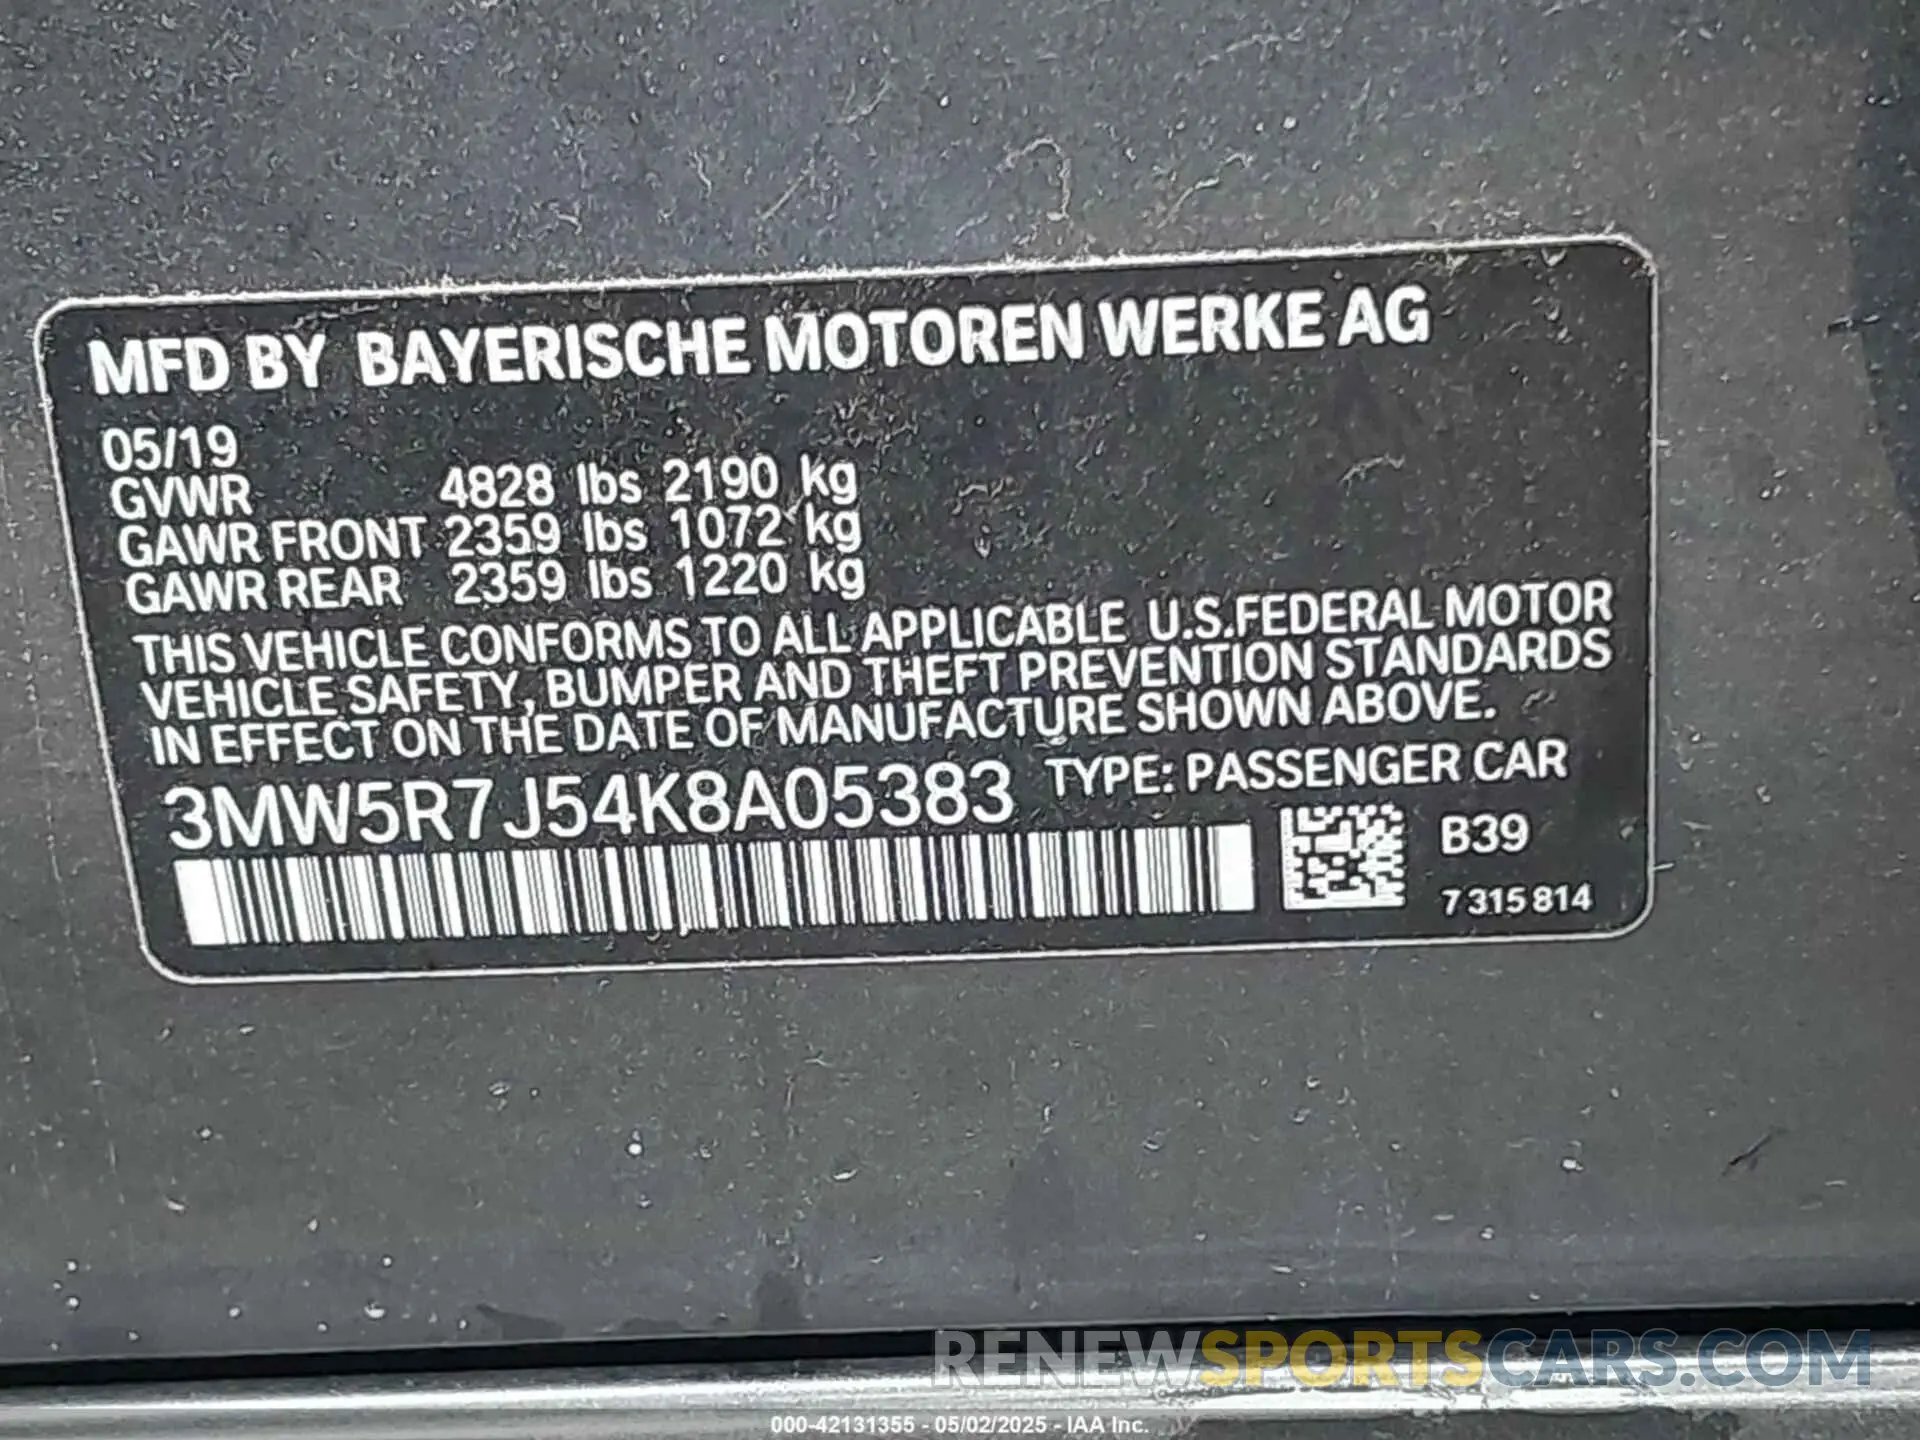 MFD BY BAYERISCHE MOTOREN WERKE AG
05/19
GVWR 4828 lbs 2190 kg
GAWR FRONT 2359 lbs 1072 kg
GAWR REAR 2359 lbs 1220 kg
THIS VEHICLE CONFORMS TO ALL APPLICABLE U.S.FEDERAL MOTOR
VEHICLE SAFETY, BUMPER AND THEFT PREVENTION STANDARDS
IN EFFECT ON THE DATE OF MANUFACTURE SHOWN ABOVE.
3MW5R7J54K8A05383 TYPE: PASSENGER CAR
B39
7 315 814
RENEWSPORTSCARS.COM
000-42131355 - 05/02/2025 - IAA Inc.